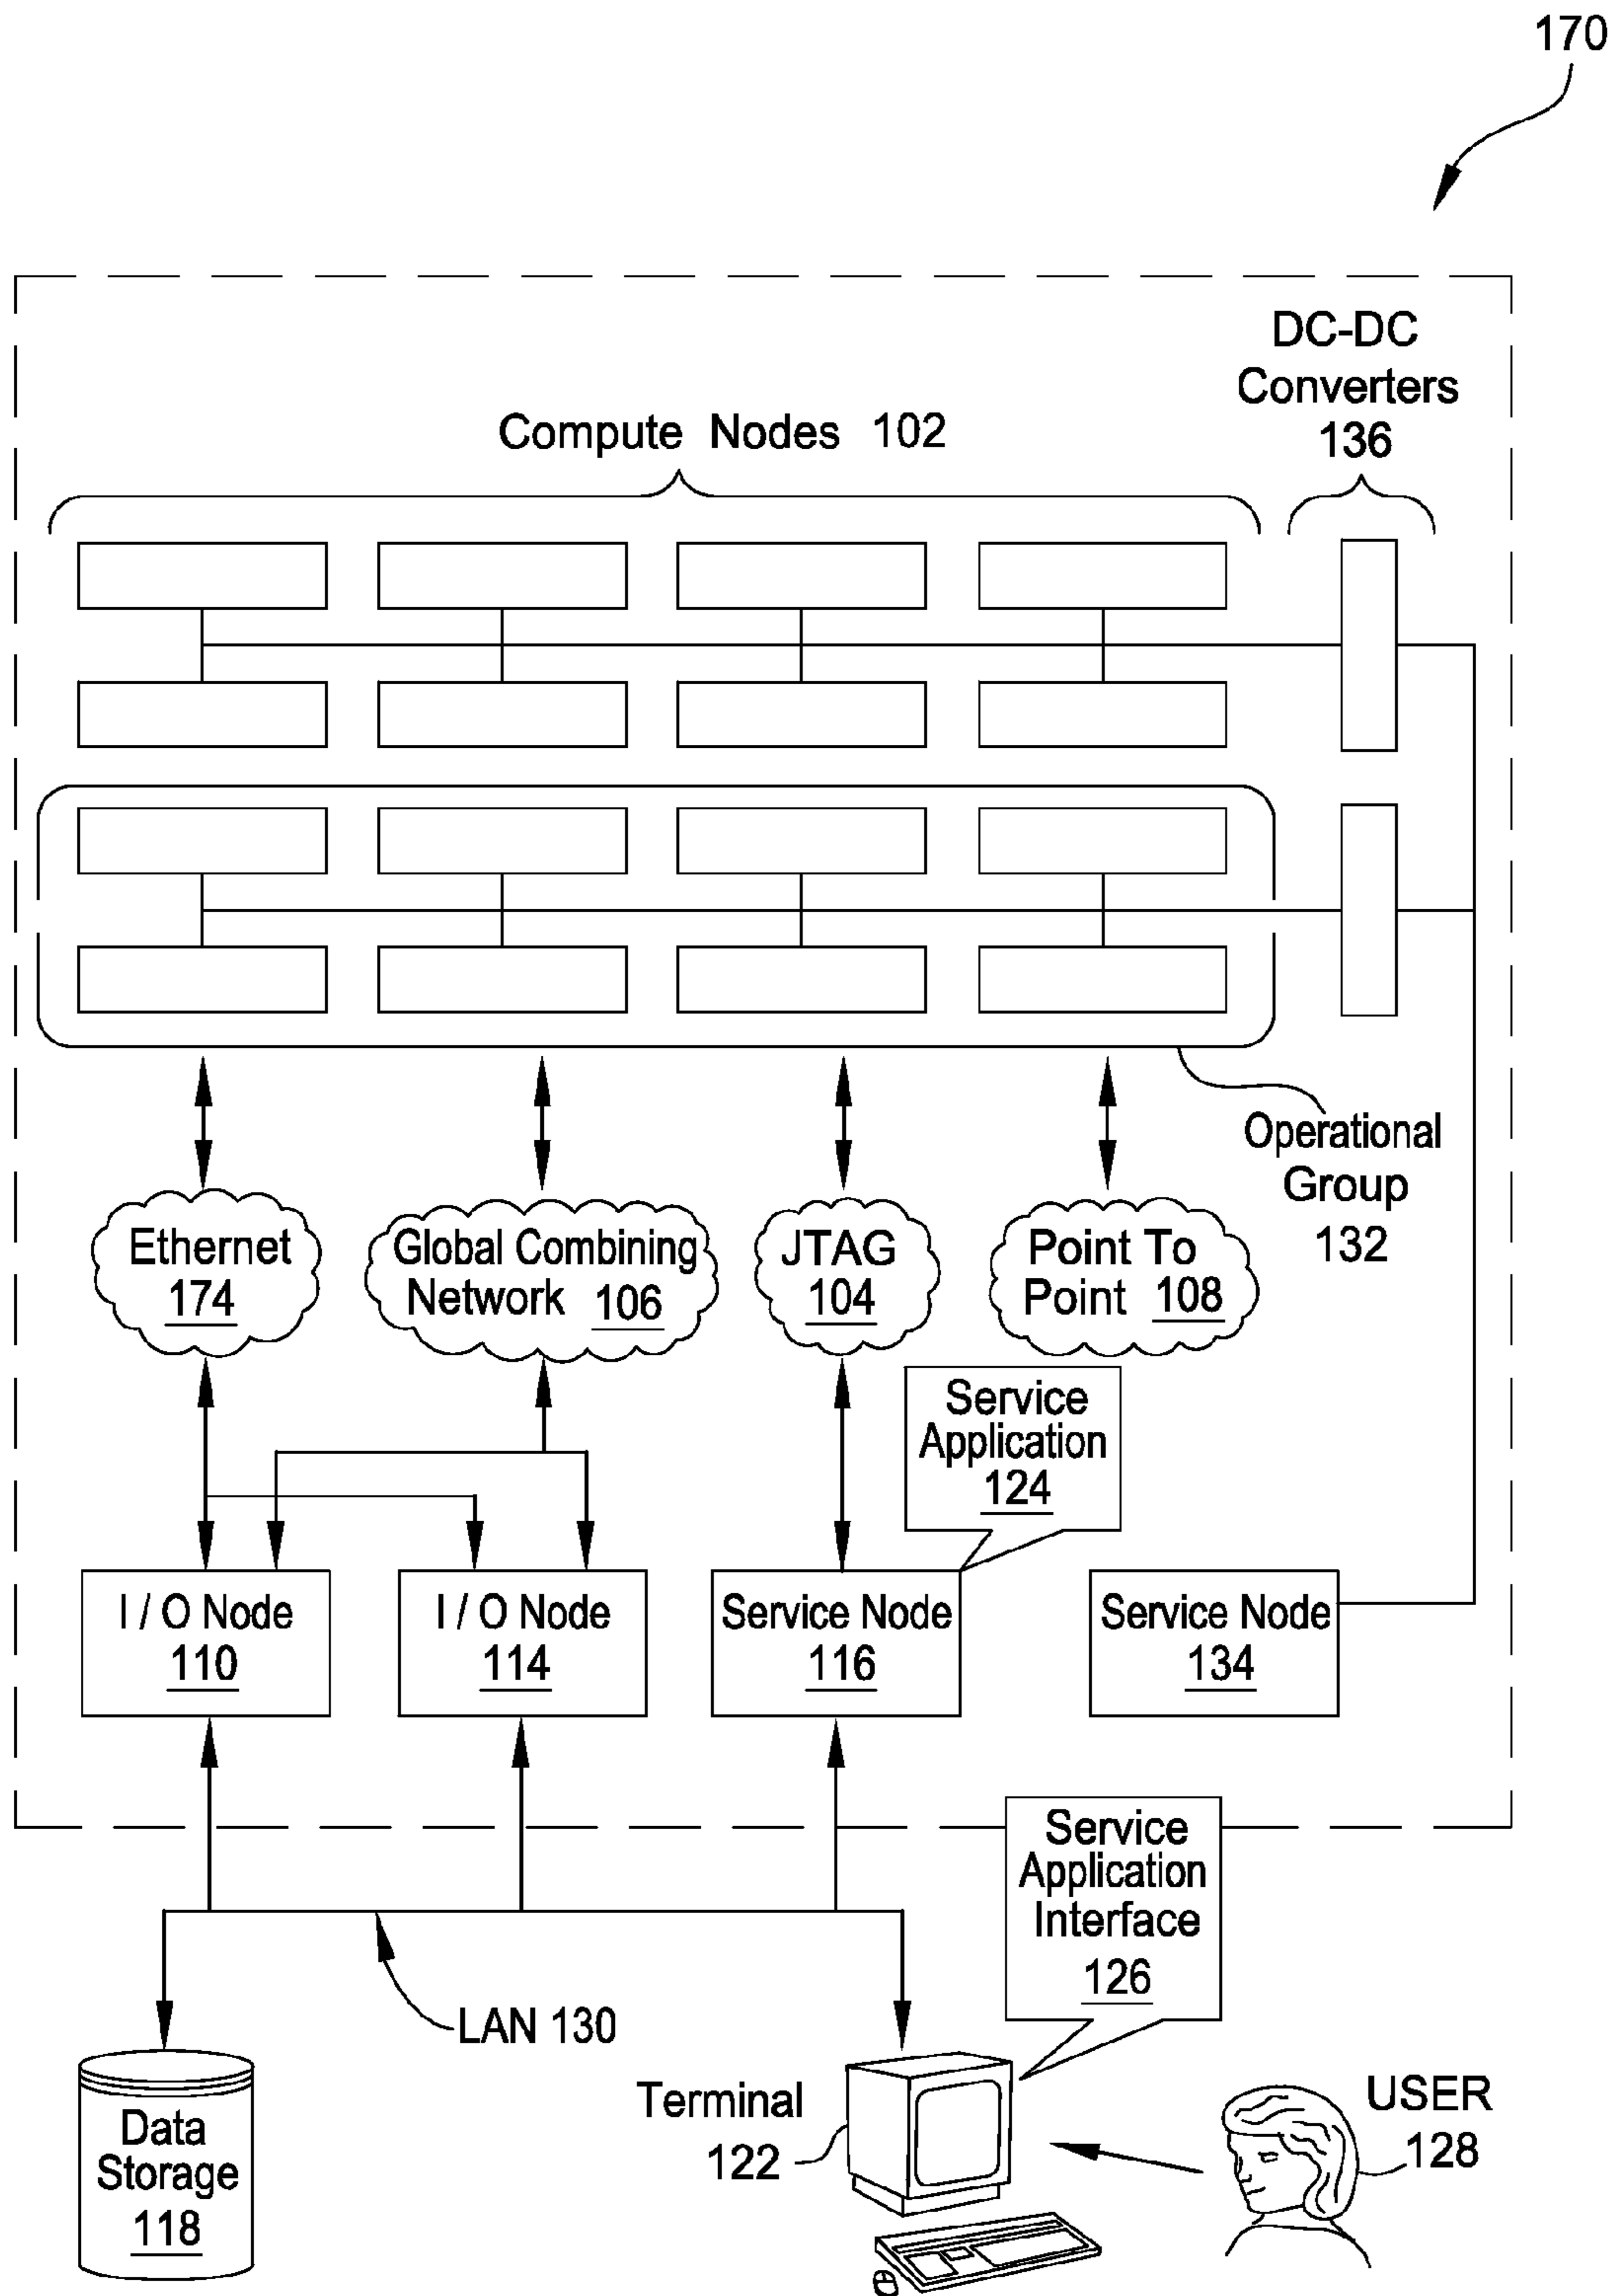 170
DC-DC
Converters
136
Compute Nodes 102
Operational
Group
132
Ethernet
174
Global Combining
Network 106
JTAG
104
Point To
Point 108
Service
Application
124
I / O Node
110
I / O Node
114
Service Node
116
Service Node
134
Service
Application
Interface
126
LAN 130
Data
Storage
118
Terminal
122
USER
128